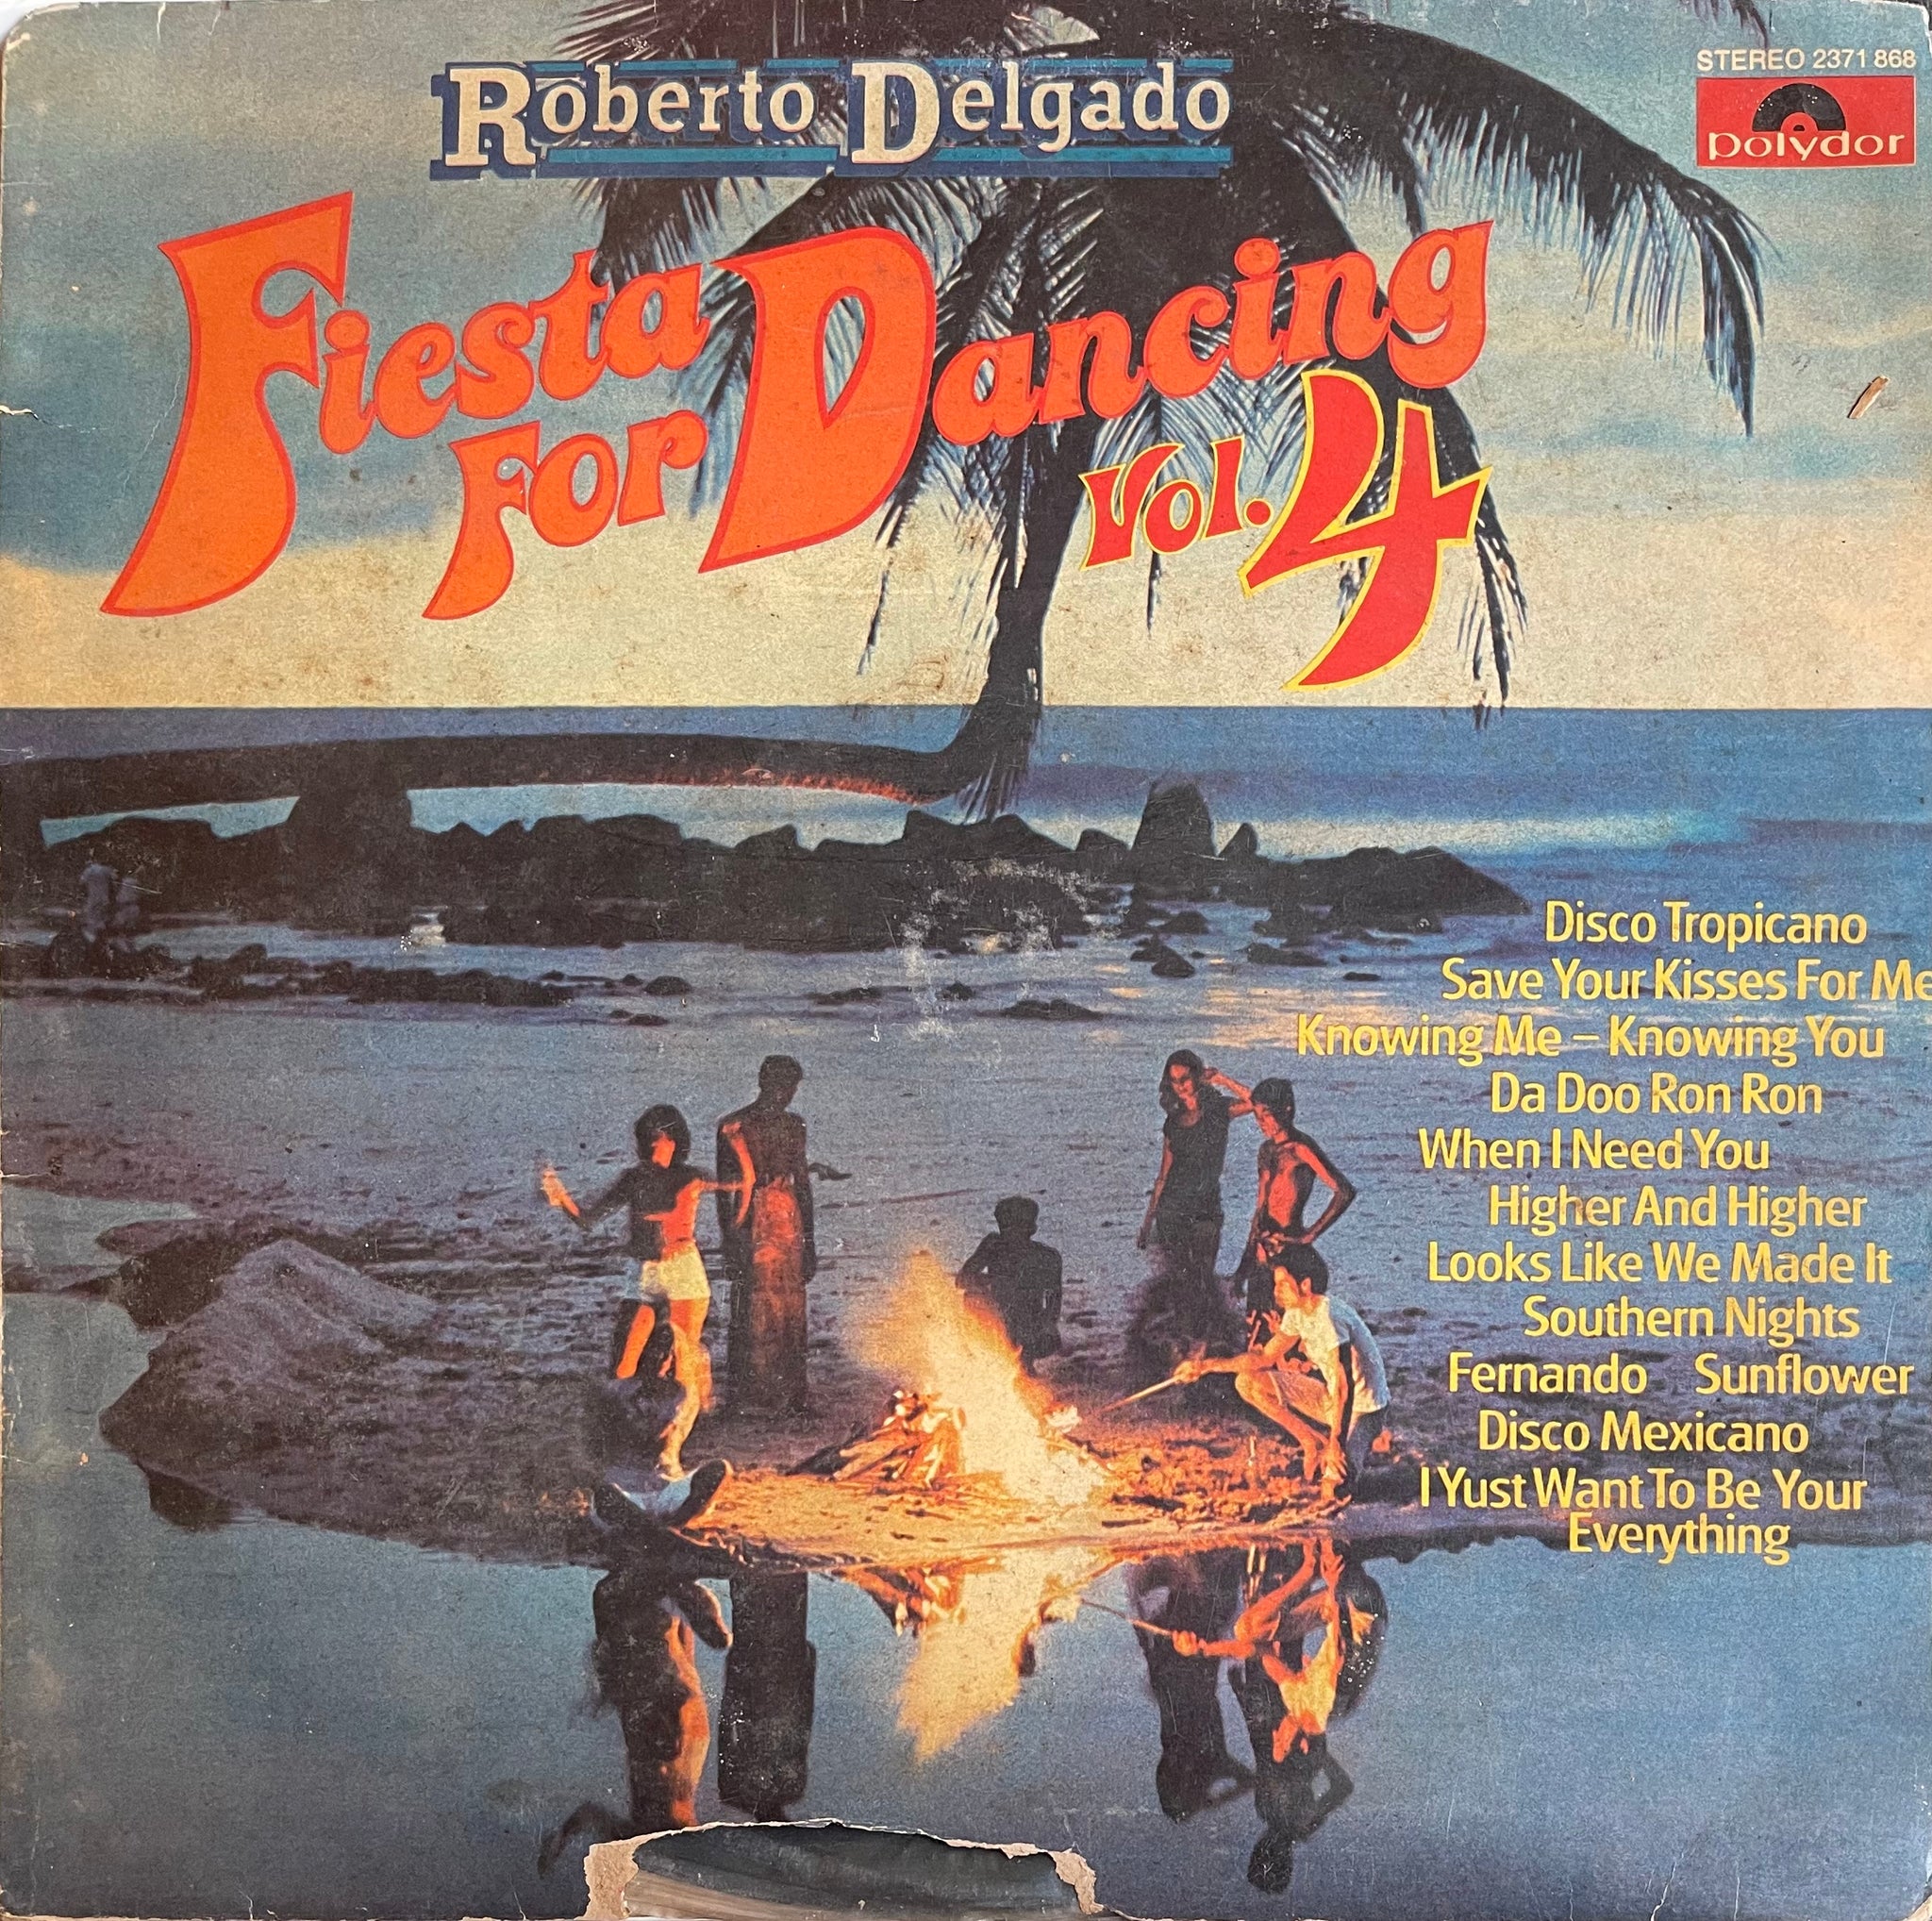 Roberto Delgado
STEREO 2371 868
polydor
Fiesta
For Dancing
Vol. 4
Disco Tropicano
Save Your Kisses For Me
Knowing Me – Knowing You
Da Doo Ron Ron
When I Need You
Higher And Higher
Looks Like We Made It
Southern Nights
Fernando Sunflower
Disco Mexicano
I Yust Want To Be Your
Everything